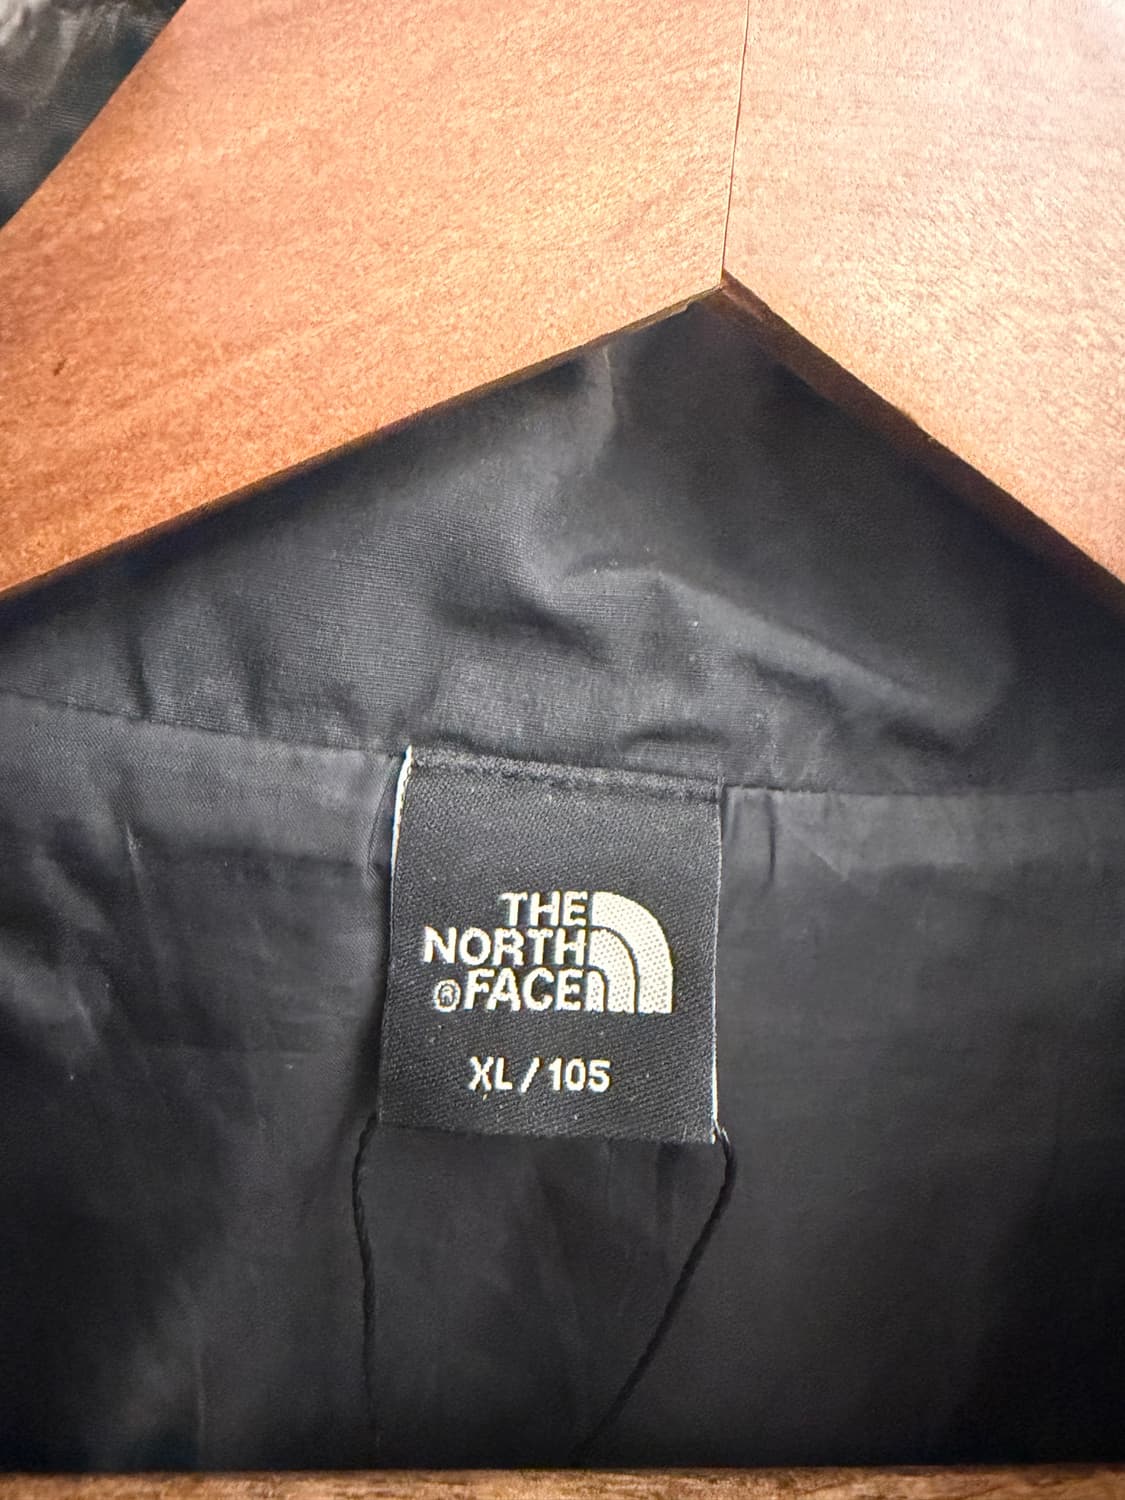 THE
NORTH
®FACE
XL/105